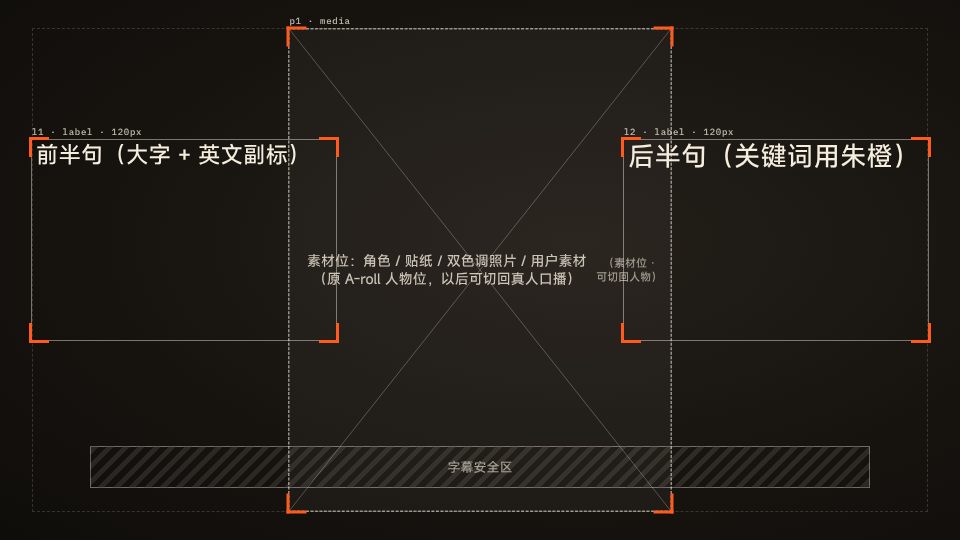 p1 · media
l1 · label · 120px
l2 · label · 120px
前半句（大字 + 英文副标）
后半句（关键词用朱橙）
素材位：角色 / 贴纸 / 双色调照片 / 用户素材
（原 A-roll 人物位，以后可切回真人口播）
（素材位 ·
可切回人物）
字幕安全区